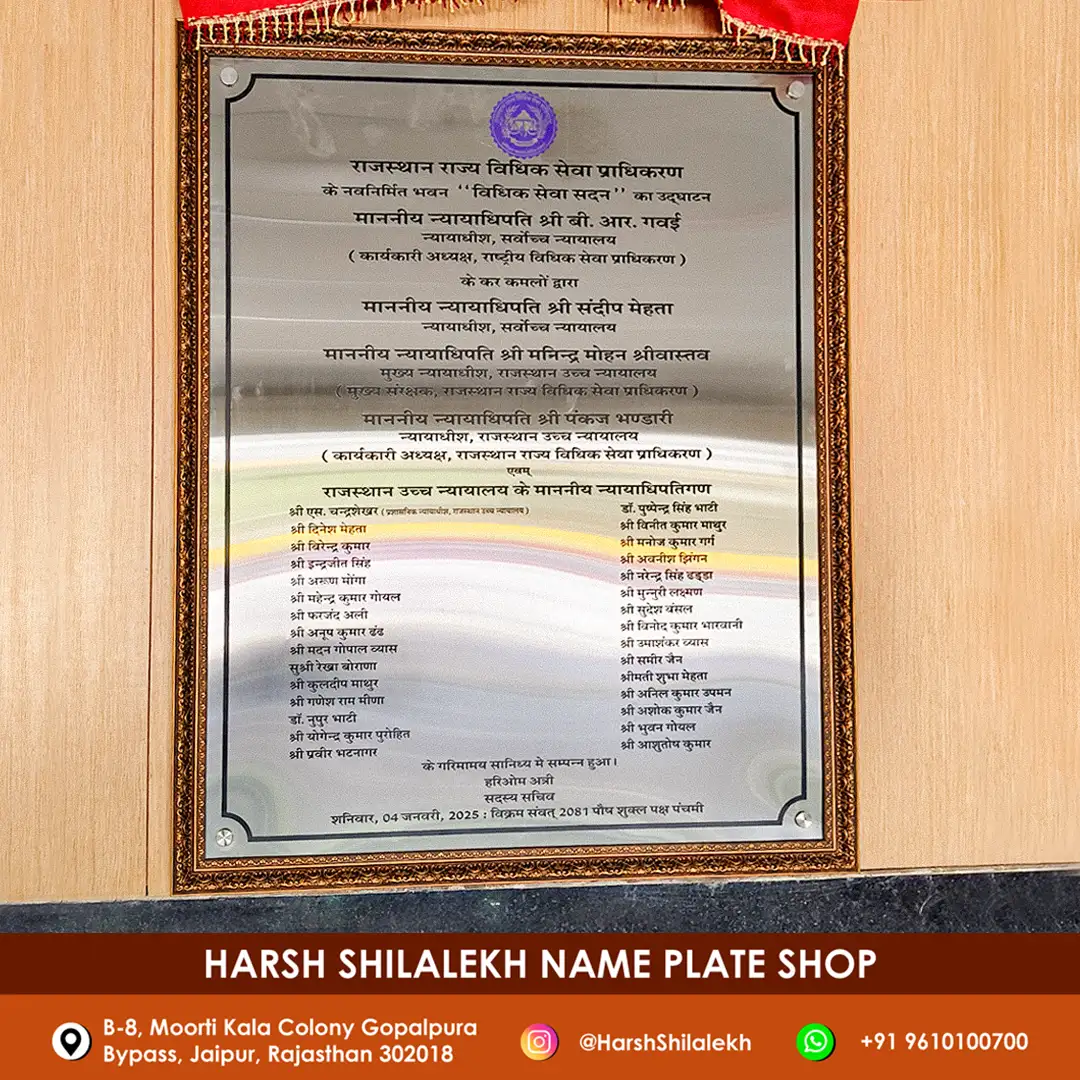 राजस्थान राज्य विधिक सेवा प्राधिकरण
के नवनिर्मित भवन ‘‘विधिक सेवा सदन’’ का उद्घाटन
माननीय न्यायाधिपति श्री बी. आर. गवई
न्यायाधीश, सर्वोच्च न्यायालय
( कार्यकारी अध्यक्ष, राष्ट्रीय विधिक सेवा प्राधिकरण )
के कर कमलों द्वारा
माननीय न्यायाधिपति श्री संदीप मेहता
न्यायाधीश, सर्वोच्च न्यायालय
माननीय न्यायाधिपति श्री मनिन्द्र मोहन श्रीवास्तव
मुख्य न्यायाधीश, राजस्थान उच्च न्यायालय
( मुख्य संरक्षक, राजस्थान राज्य विधिक सेवा प्राधिकरण )
माननीय न्यायाधिपति श्री पंकज भण्डारी
न्यायाधीश, राजस्थान उच्च न्यायालय
( कार्यकारी अध्यक्ष, राजस्थान राज्य विधिक सेवा प्राधिकरण )
एवम्
राजस्थान उच्च न्यायालय के माननीय न्यायाधिपतिगण
श्री एस. चन्द्रशेखर ( प्रशासनिक न्यायाधीश, राजस्थान उच्च न्यायालय )
श्री दिनेश मेहता
श्री विरेन्द्र कुमार
श्री इन्द्रजीत सिंह
श्री अरूण मोंगा
श्री महेन्द्र कुमार गोयल
श्री फरजंद अली
श्री अनूप कुमार ढंढ
श्री मदन गोपाल व्यास
सुश्री रेखा बोराणा
श्री कुलदीप माथुर
श्री गणेश राम मीणा
डॉ. नुपुर भाटी
श्री योगेन्द्र कुमार पुरोहित
श्री प्रवीर भटनागर
डॉ. पुष्पेन्द्र सिंह भाटी
श्री विनीत कुमार माथुर
श्री मनोज कुमार गर्ग
श्री अवनीश झिंगन
श्री नरेन्द्र सिंह ढड्डा
श्री मुन्नुरी लक्ष्मण
श्री सुदेश बंसल
श्री विनोद कुमार भारवानी
श्री उमाशंकर व्यास
श्री समीर जैन
श्रीमती शुभा मेहता
श्री अनिल कुमार उपमन
श्री अशोक कुमार जैन
श्री भुवन गोयल
श्री आशुतोष कुमार
के गरिमामय सानिध्य मे सम्पन्न हुआ।
हरिओम अत्री
सदस्य सचिव
शनिवार, 04 जनवरी, 2025 : विक्रम संवत् 2081 पौष शुक्ल पक्ष पंचमी
HARSH SHILALEKH NAME PLATE SHOP
B-8, Moorti Kala Colony Gopalpura
Bypass, Jaipur, Rajasthan 302018
@HarshShilalekh
+91 9610100700